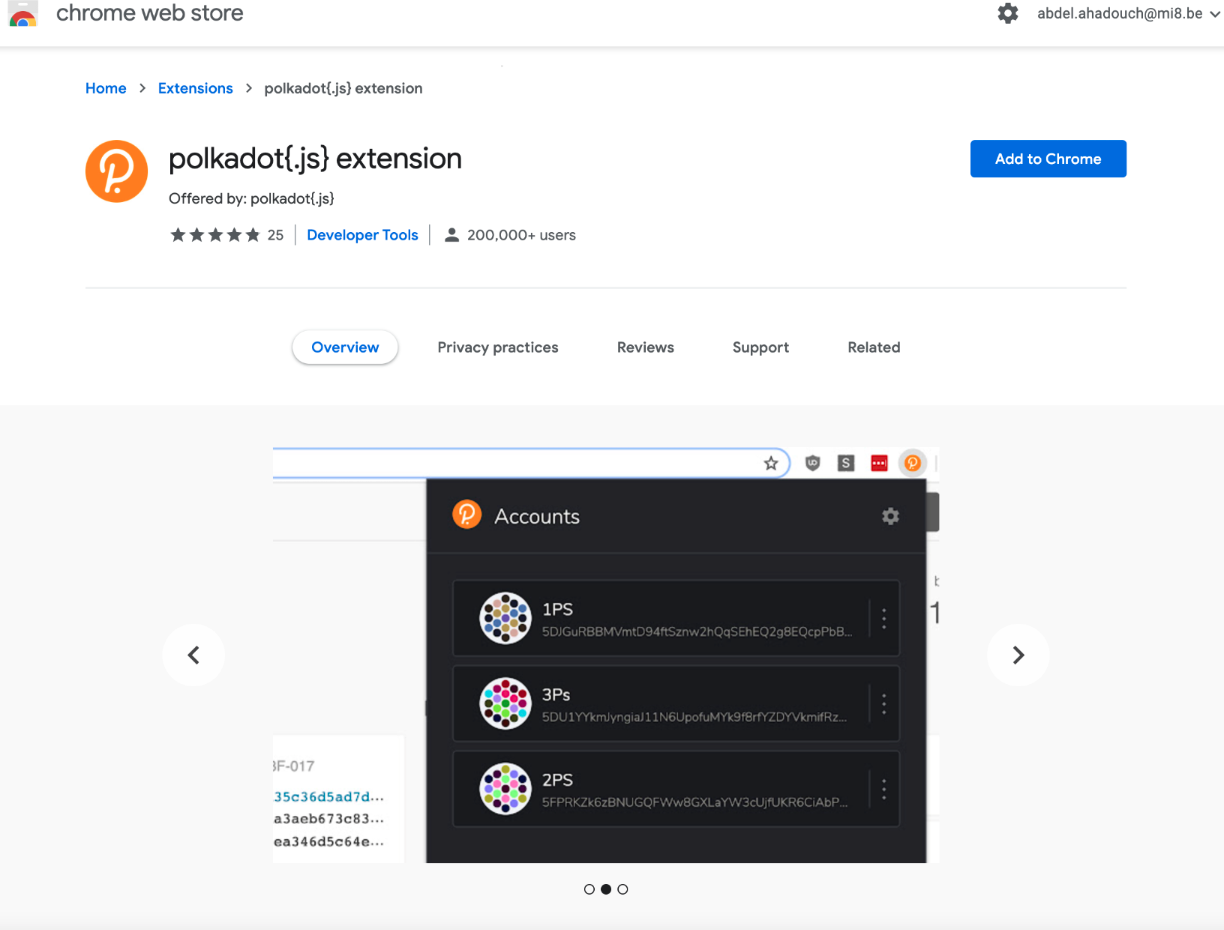 chrome web store
abdel.ahadouch@mi8.be
Home > Extensions > polkadot{.js} extension
polkadot{.js} extension
Add to Chrome
Offered by: polkadot{.js}
25
Developer Tools
200,000+ users
Overview
Privacy practices
Reviews
Support
Related
S
Accounts
1PS
5DJGuRBBMVmtD94ftSznw2hQqSEhEQ2g8EQcpPbB...
1
3Ps
5DU1YYkmJyngiaJ11N6UpofuMYk9f8rfYZDYVkmifRz...
2PS
5FPRKZk6zBNUGQFWw8GXLaYW3cUjfUKR6CiAbP...
3F-017
35c36d5ad7d...
a3aeb673c83...
ea346d5c64e...